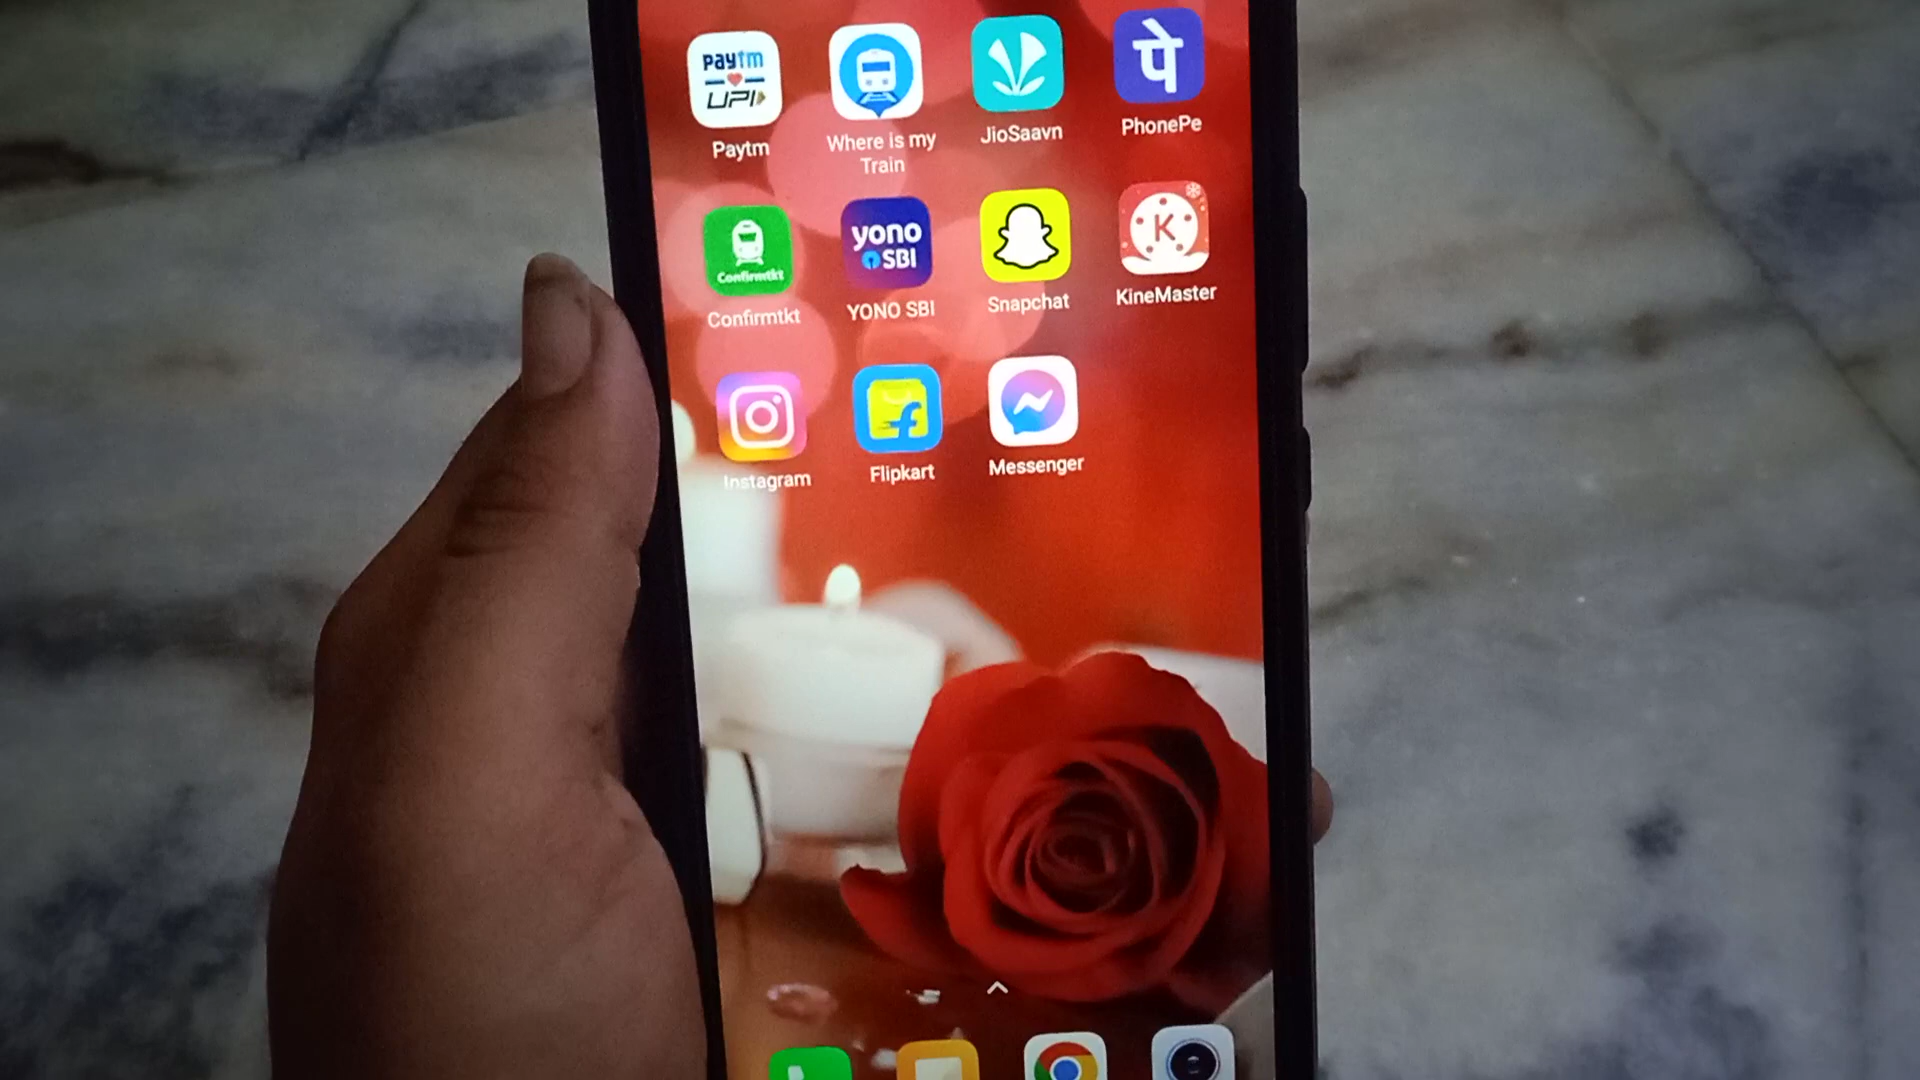 paytm
UPI
पे
Paytm
Where is my
Train
JioSaavn
PhonePe
Confirmtkt
yono
SBI
K
Confirmtkt
YONO SBI
Snapchat
KineMaster
f
Instagram
Flipkart
Messenger